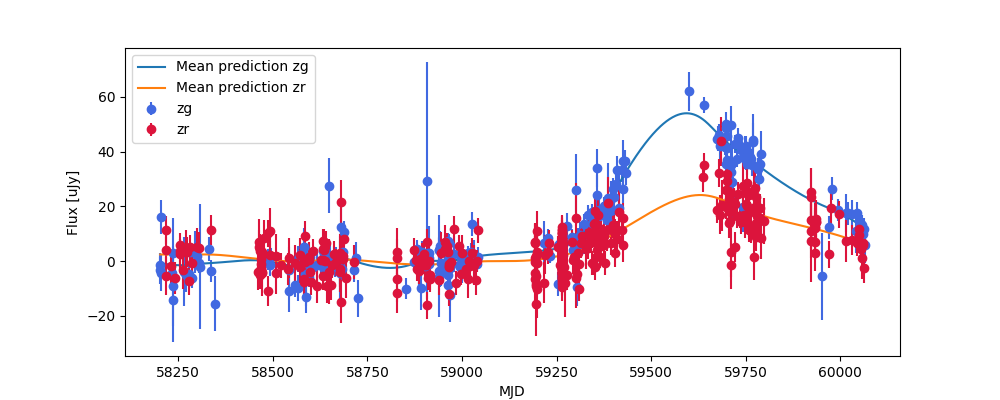 Mean prediction zg
Mean prediction zr
zg
zr
Flux [uJy]
60
40
20
0
−20
58250 58500 58750 59000 59250 59500 59750 60000
MJD